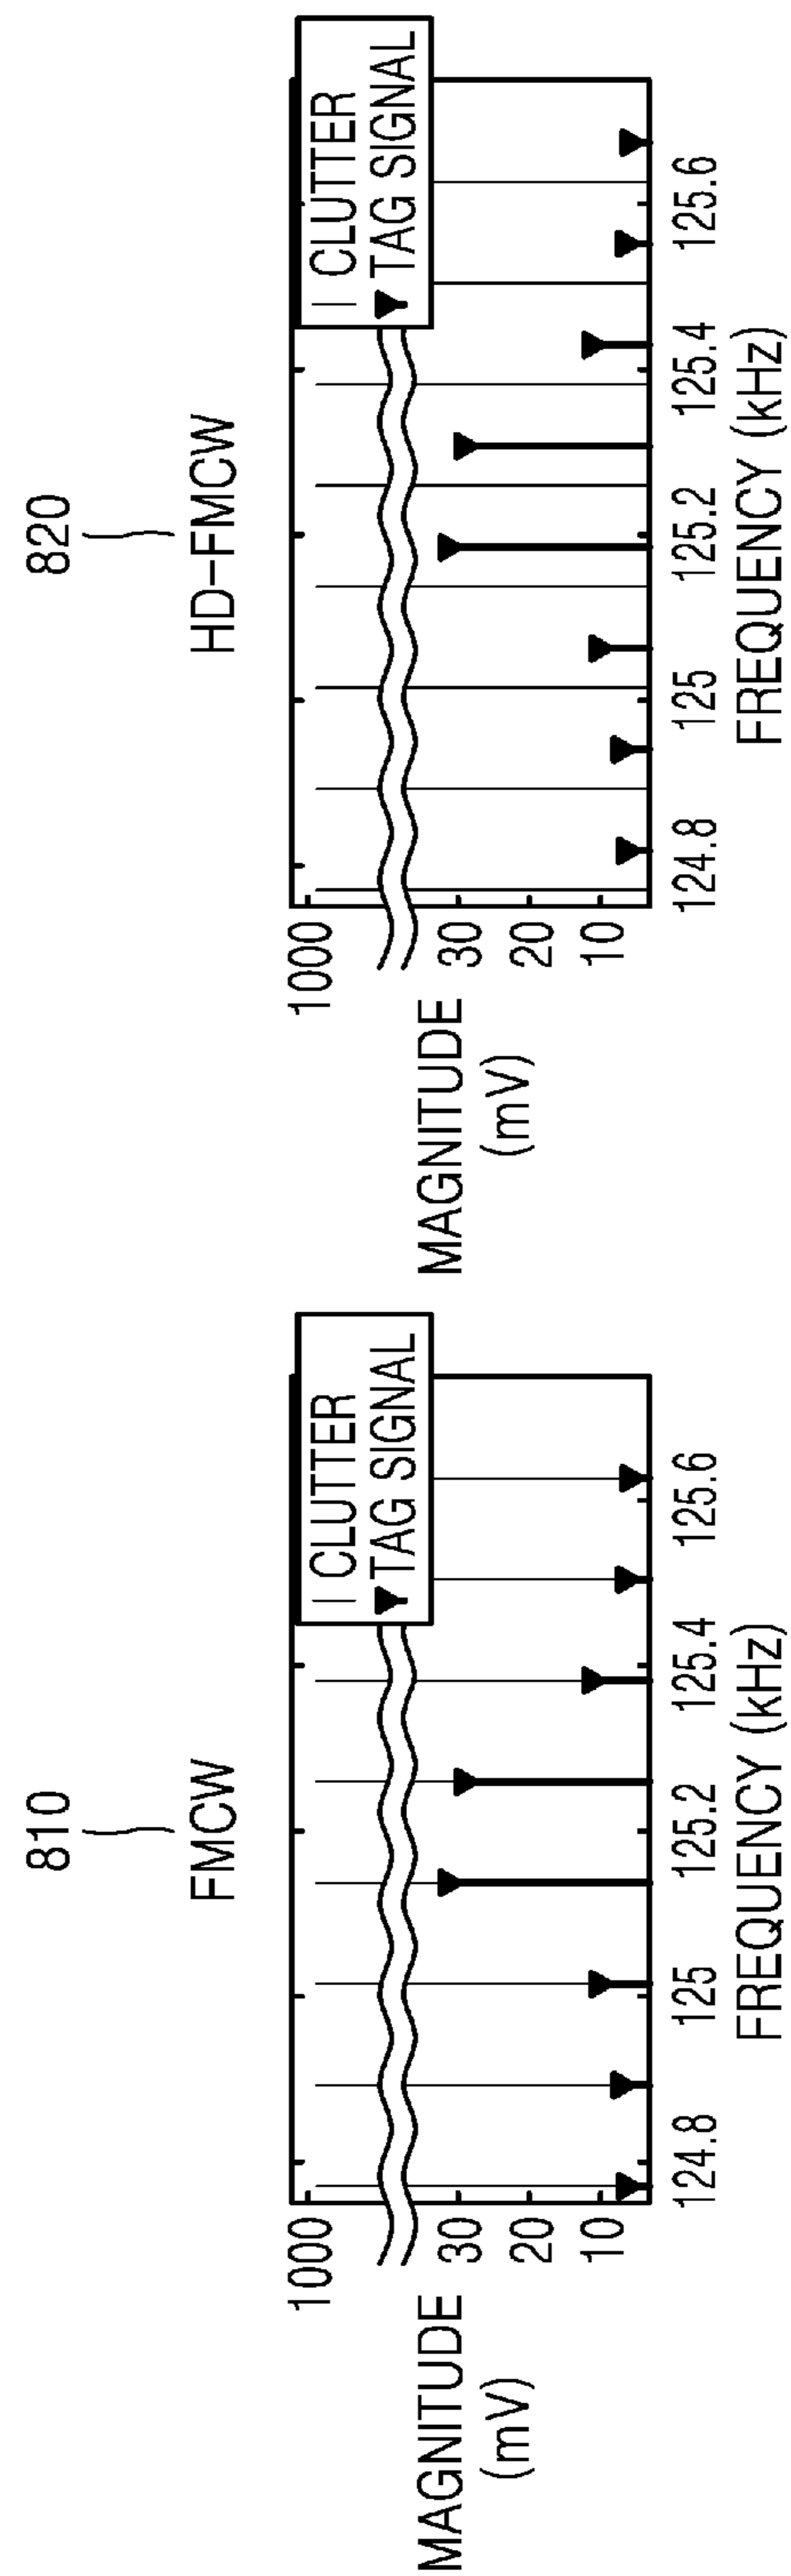 810
FMCW
MAGNITUDE
(mV)
1000
30
20
10
CLUTTER
TAG SIGNAL
124.8
125
125.2
125.4
125.6
FREQUENCY (kHz)
820
HD-FMCW
MAGNITUDE
(mV)
1000
30
20
10
CLUTTER
TAG SIGNAL
124.8
125
125.2
125.4
125.6
FREQUENCY (kHz)